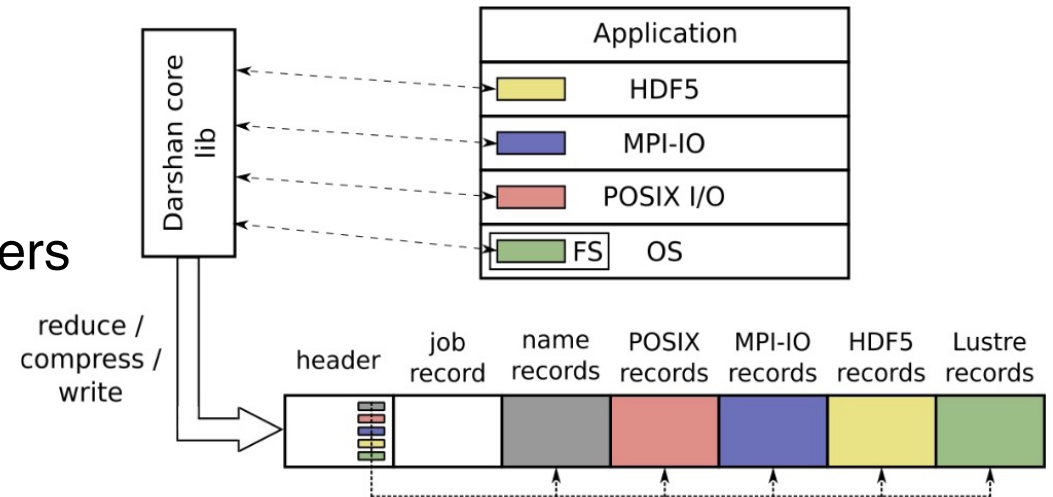 Application
HDF5
MPI-IO
POSIX I/O
FS OS
Darshan core
lib
ers
reduce /
compress /
write
header
job
record
name
records
POSIX
records
MPI-IO
records
HDF5
records
Lustre
records